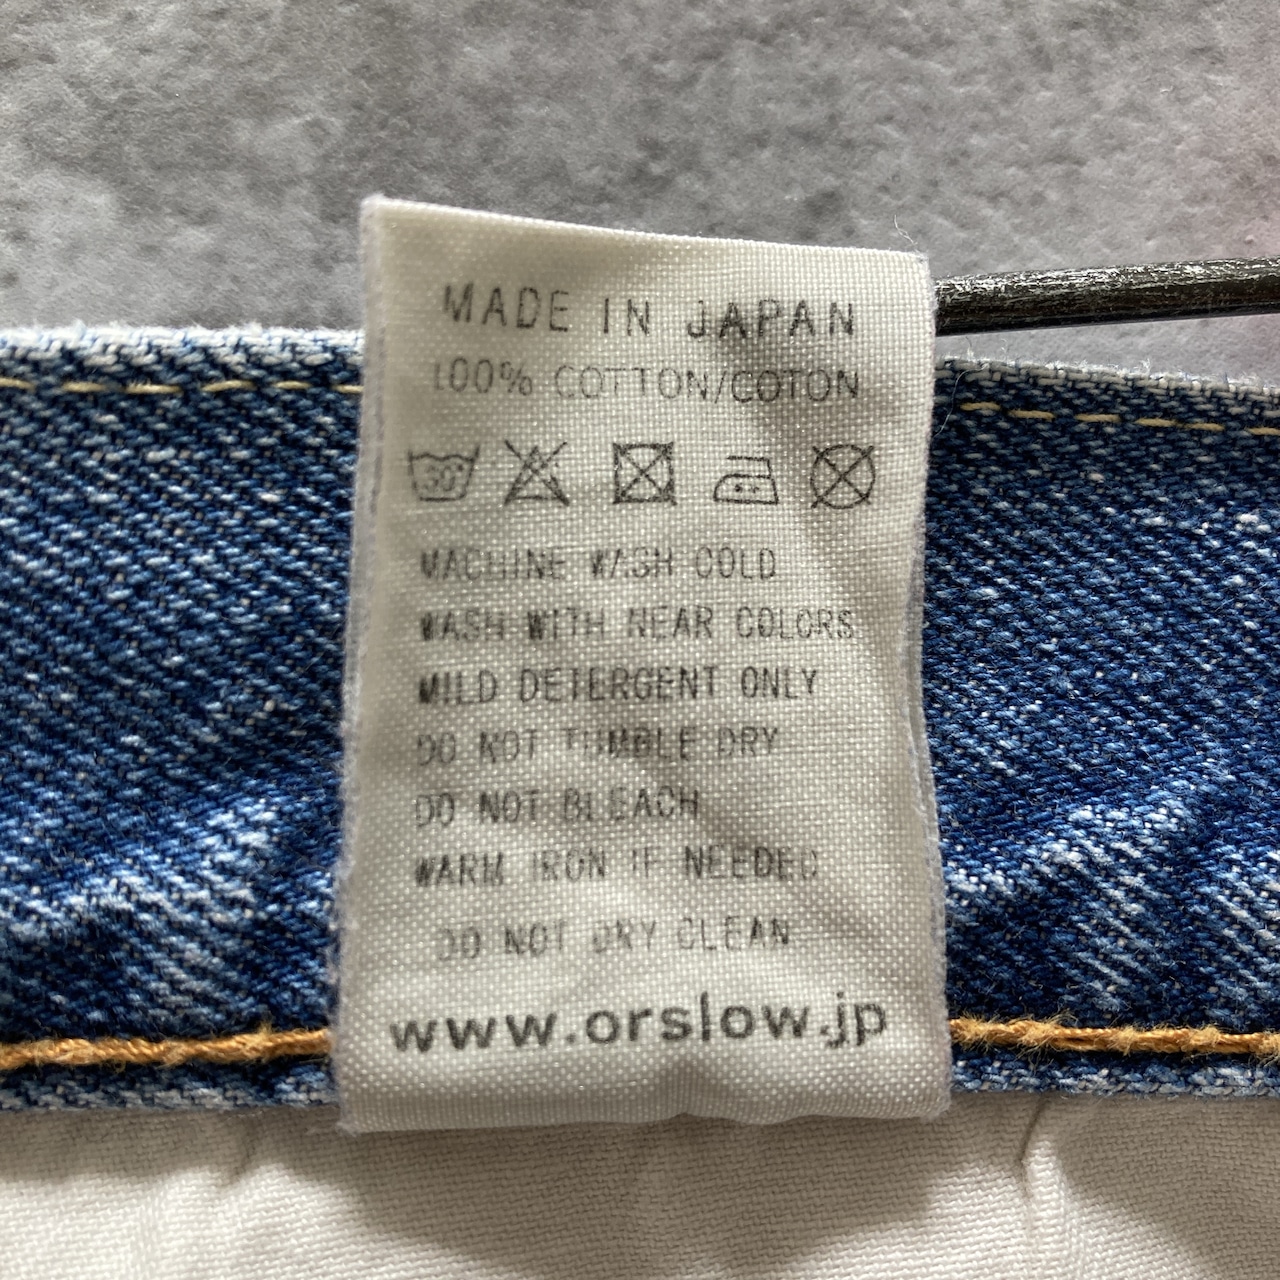 MADE IN JAPAN
100% COTTON/COTON
30
MACHINE WASH COLD
WASH WITH NEAR COLORS
MILD DETERGENT ONLY
DO NOT TUMBLE DRY
DO NOT BLEACH
WARM IRON IF NEEDED
DO NOT DRY CLEAN
www.orslow.jp